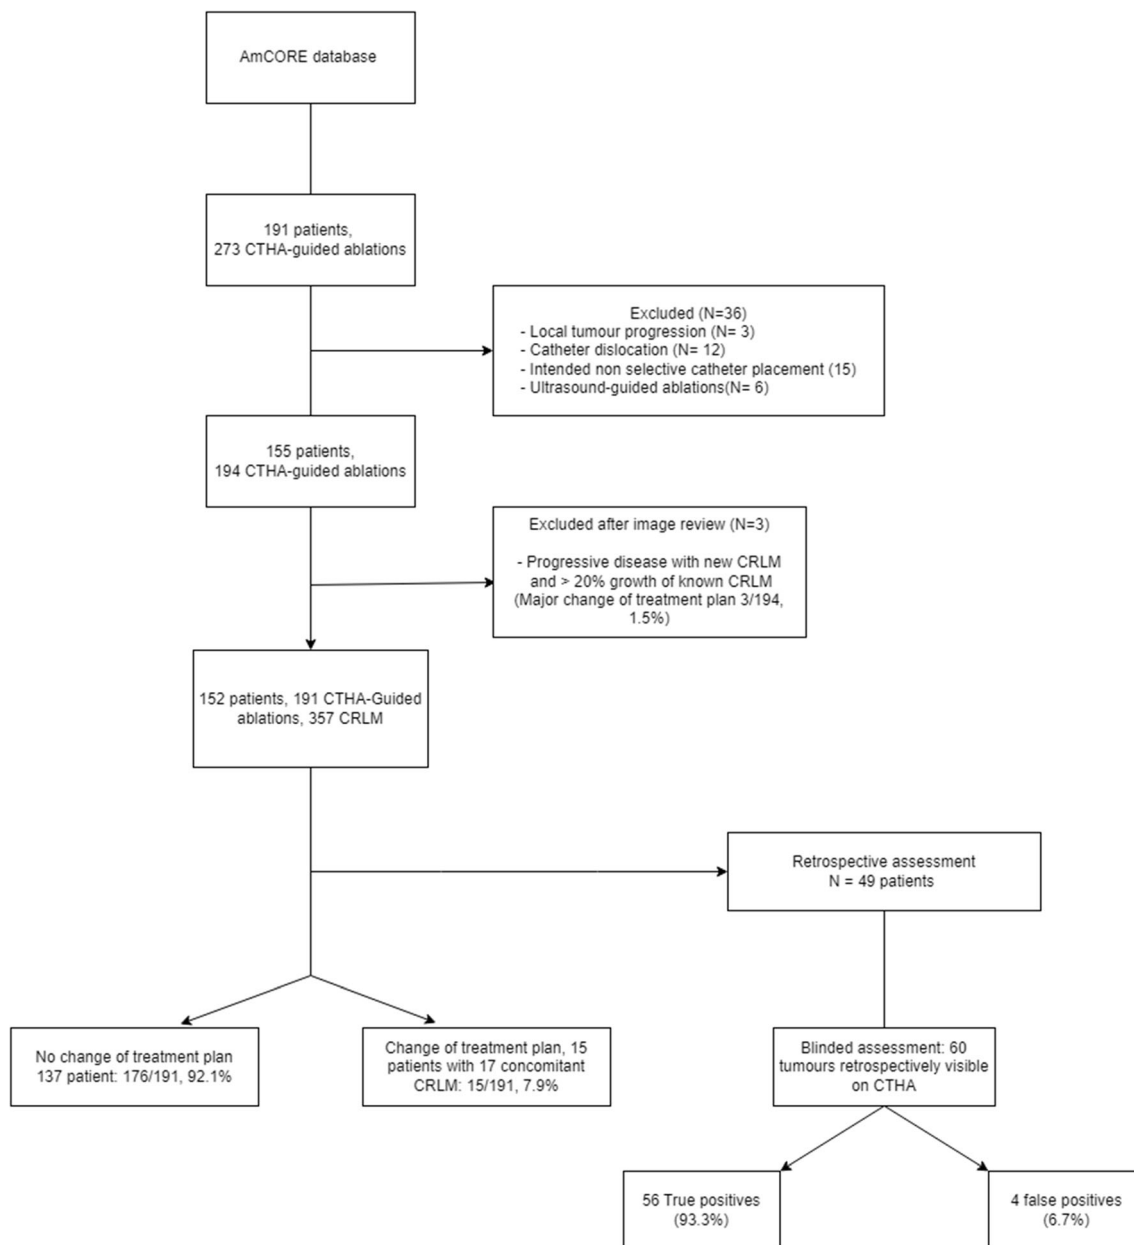 AmCORE database
191 patients,
273 CTHA-guided ablations
Excluded (N=36)
- Local tumour progression (N= 3)
- Catheter dislocation (N= 12)
- Intended non selective catheter placement (15)
- Ultrasound-guided ablations(N= 6)
155 patients,
194 CTHA-guided ablations
Excluded after image review (N=3)
- Progressive disease with new CRLM
and > 20% growth of known CRLM
(Major change of treatment plan 3/194,
1.5%)
152 patients, 191 CTHA-Guided
ablations, 357 CRLM
Retrospective assessment
N = 49 patients
No change of treatment plan
137 patient: 176/191, 92.1%
Change of treatment plan, 15
patients with 17 concomitant
CRLM: 15/191, 7.9%
Blinded assessment: 60
tumours retrospectively visible
on CTHA
56 True positives
(93.3%)
4 false positives
(6.7%)